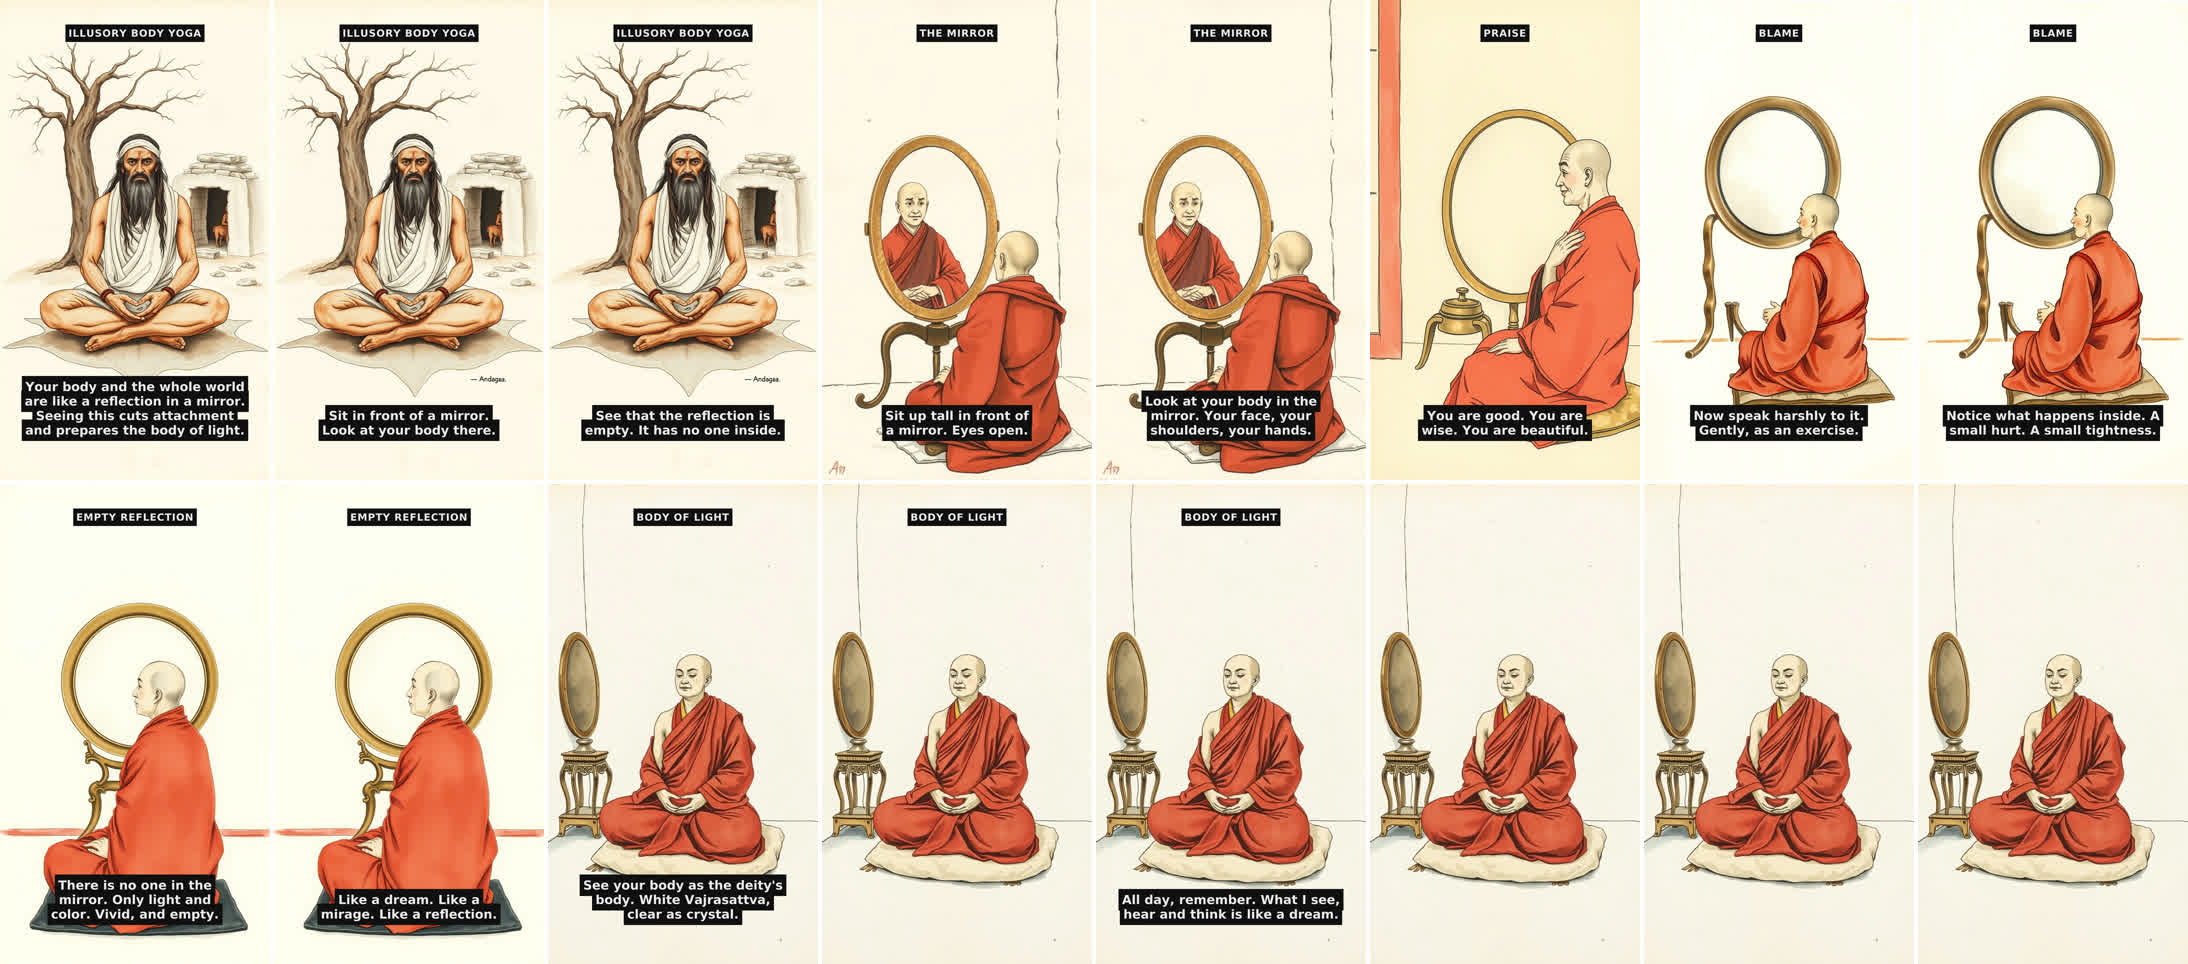 ILLUSORY BODY YOGA
Your body and the whole world
are like a reflection in a mirror.
Seeing this cuts attachment
and prepares the body of light.
ILLUSORY BODY YOGA
— Andagaa.
Sit in front of a mirror.
Look at your body there.
ILLUSORY BODY YOGA
— Andagaa.
See that the reflection is
empty. It has no one inside.
THE MIRROR
Sit up tall in front of
a mirror. Eyes open.
THE MIRROR
Look at your body in the
mirror. Your face, your
shoulders, your hands.
PRAISE
You are good. You are
wise. You are beautiful.
BLAME
Now speak harshly to it.
Gently, as an exercise.
BLAME
Notice what happens inside. A
small hurt. A small tightness.
EMPTY REFLECTION
There is no one in the
mirror. Only light and
color. Vivid, and empty.
EMPTY REFLECTION
Like a dream. Like a
mirage. Like a reflection.
BODY OF LIGHT
See your body as the deity's
body. White Vajrasattva,
clear as crystal.
BODY OF LIGHT
BODY OF LIGHT
All day, remember. What I see,
hear and think is like a dream.